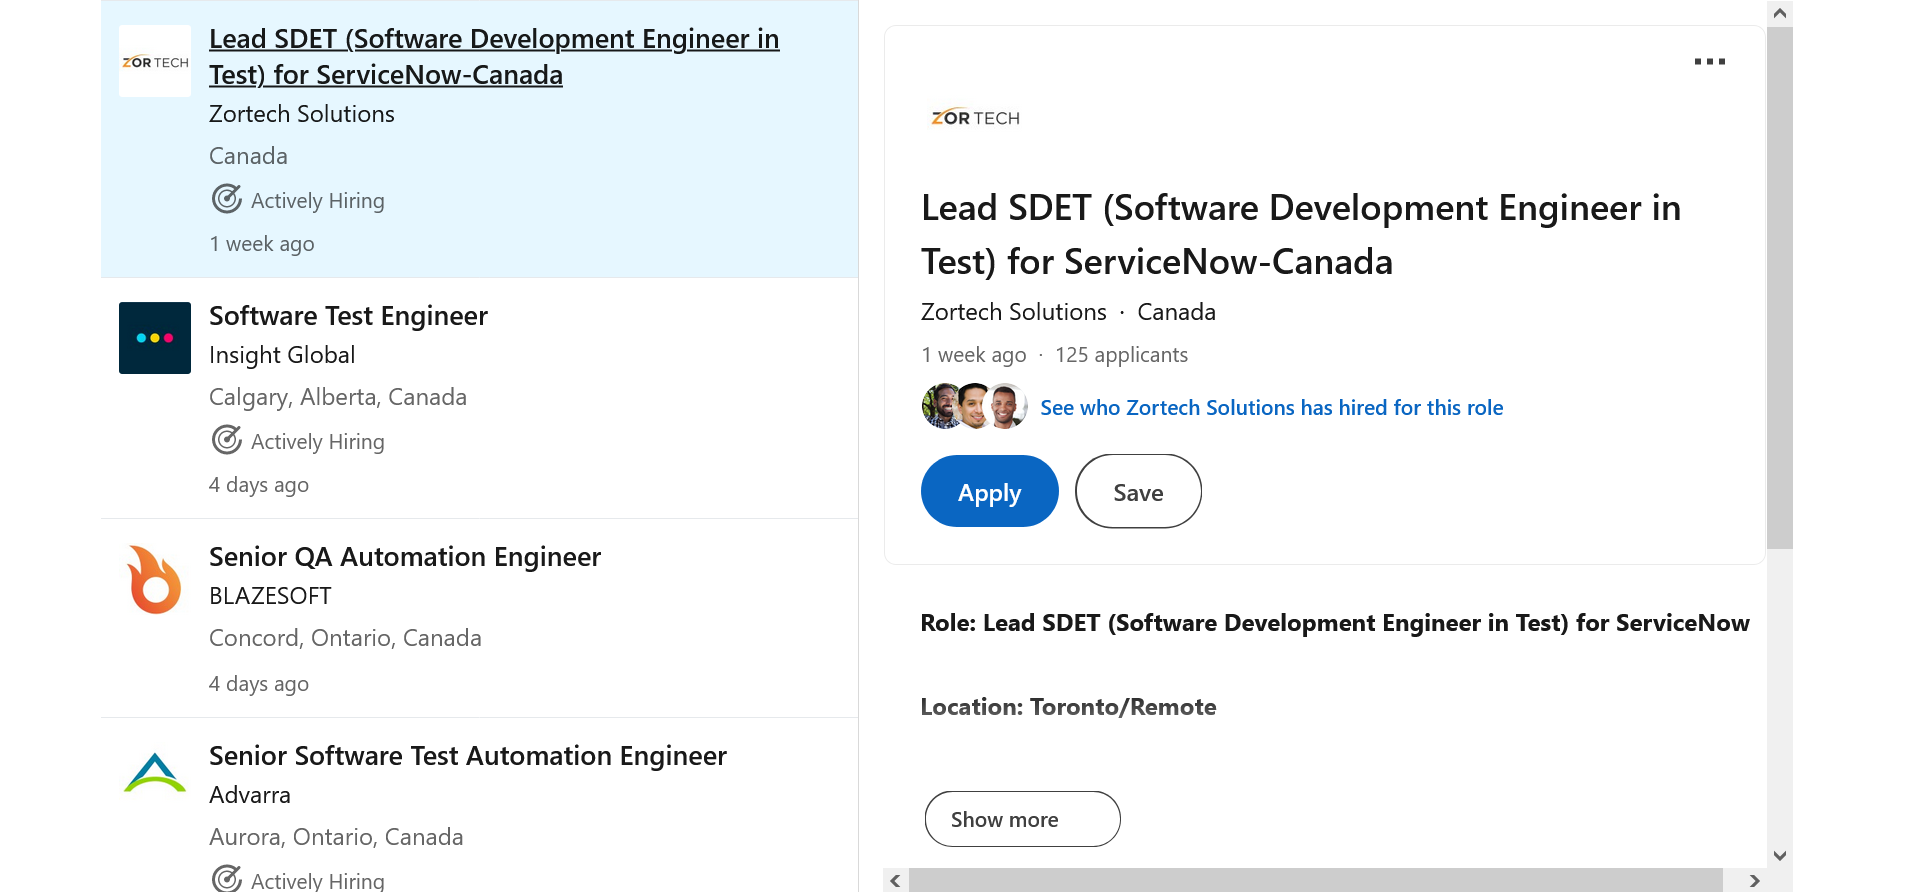 ZOR TECH
Lead SDET (Software Development Engineer in
Test) for ServiceNow-Canada
Zortech Solutions
Canada
Actively Hiring
1 week ago
Software Test Engineer
Insight Global
Calgary, Alberta, Canada
Actively Hiring
4 days ago
Senior QA Automation Engineer
BLAZESOFT
Concord, Ontario, Canada
4 days ago
Senior Software Test Automation Engineer
Advarra
Aurora, Ontario, Canada
Actively Hiring
ZOR TECH
Lead SDET (Software Development Engineer in
Test) for ServiceNow-Canada
Zortech Solutions · Canada
1 week ago · 125 applicants
See who Zortech Solutions has hired for this role
Apply Save
Role: Lead SDET (Software Development Engineer in Test) for ServiceNow
Location: Toronto/Remote
Show more